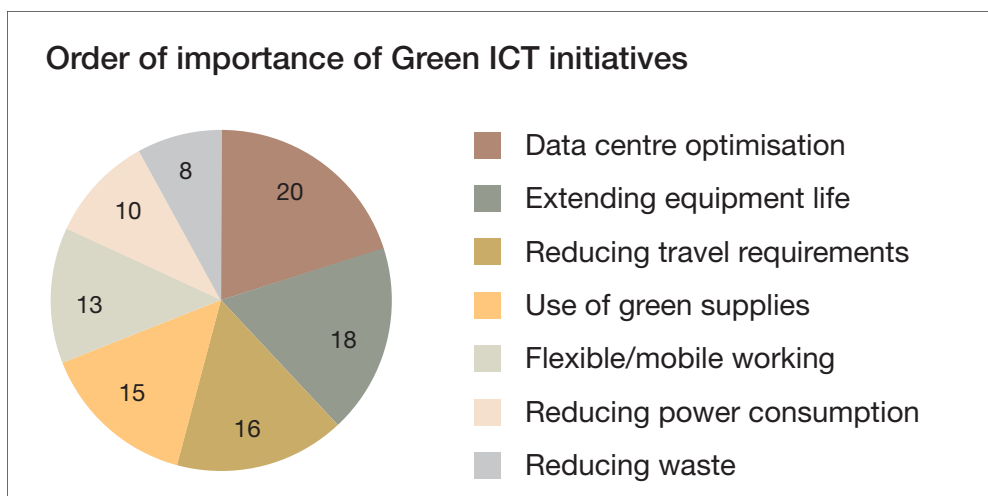 Order of importance of Green ICT initiatives
8
20
10
13
18
15
16
Data centre optimisation
Extending equipment life
Reducing travel requirements
Use of green supplies
Flexible/mobile working
Reducing power consumption
Reducing waste